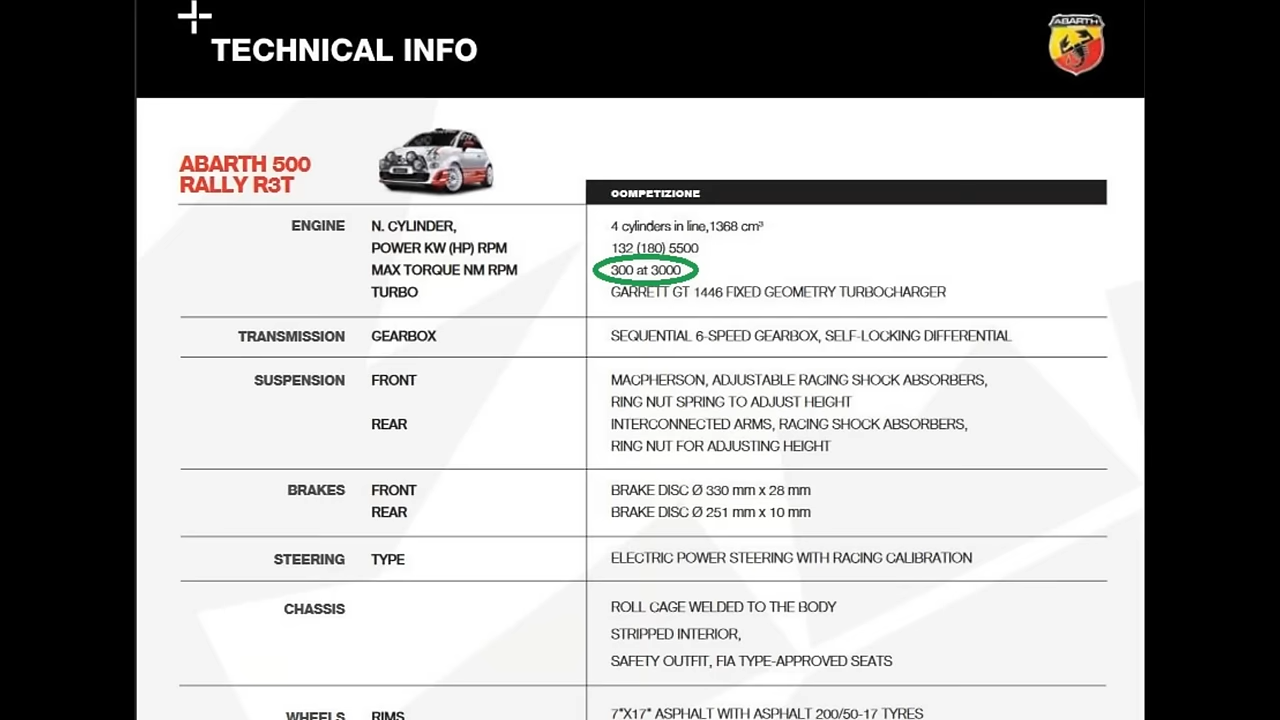 TECHNICAL INFO
ABARTH
ABARTH 500
RALLY R3T
COMPETIZIONE
ENGINE N. CYLINDER, 4 cylinders in line,1368 cm³
POWER KW (HP) RPM 132 (180) 5500
MAX TORQUE NM RPM 300 at 3000
TURBO GARRETT GT 1446 FIXED GEOMETRY TURBOCHARGER
TRANSMISSION GEARBOX SEQUENTIAL 6-SPEED GEARBOX, SELF-LOCKING DIFFERENTIAL
SUSPENSION FRONT MACPHERSON, ADJUSTABLE RACING SHOCK ABSORBERS,
RING NUT SPRING TO ADJUST HEIGHT
REAR INTERCONNECTED ARMS, RACING SHOCK ABSORBERS,
RING NUT FOR ADJUSTING HEIGHT
BRAKES FRONT BRAKE DISC Ø 330 mm x 28 mm
REAR BRAKE DISC Ø 251 mm x 10 mm
STEERING TYPE ELECTRIC POWER STEERING WITH RACING CALIBRATION
CHASSIS ROLL CAGE WELDED TO THE BODY
STRIPPED INTERIOR,
SAFETY OUTFIT, FIA TYPE-APPROVED SEATS
WHEELS RIMS 7"X17" ASPHALT WITH ASPHALT 200/50-17 TYRES